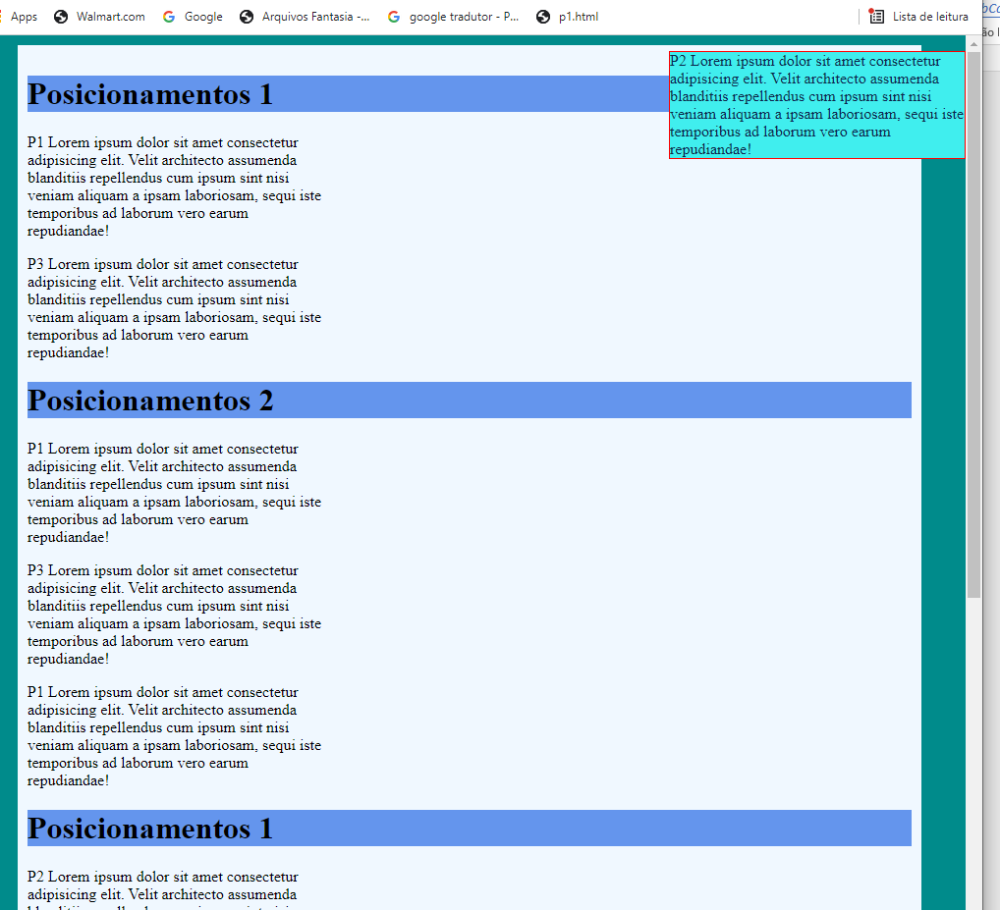 Apps Walmart.com Google Arquivos Fantasia -... google tradutor - P... p1.html Lista de leitura
P2 Lorem ipsum dolor sit amet consectetur
adipisicing elit. Velit architecto assumenda
blanditiis repellendus cum ipsum sint nisi
veniam aliquam a ipsam laboriosam, sequi iste
temporibus ad laborum vero earum
repudiandae!
Posicionamentos 1
P1 Lorem ipsum dolor sit amet consectetur
adipisicing elit. Velit architecto assumenda
blanditiis repellendus cum ipsum sint nisi
veniam aliquam a ipsam laboriosam, sequi iste
temporibus ad laborum vero earum
repudiandae!
P3 Lorem ipsum dolor sit amet consectetur
adipisicing elit. Velit architecto assumenda
blanditiis repellendus cum ipsum sint nisi
veniam aliquam a ipsam laboriosam, sequi iste
temporibus ad laborum vero earum
repudiandae!
Posicionamentos 2
P1 Lorem ipsum dolor sit amet consectetur
adipisicing elit. Velit architecto assumenda
blanditiis repellendus cum ipsum sint nisi
veniam aliquam a ipsam laboriosam, sequi iste
temporibus ad laborum vero earum
repudiandae!
P3 Lorem ipsum dolor sit amet consectetur
adipisicing elit. Velit architecto assumenda
blanditiis repellendus cum ipsum sint nisi
veniam aliquam a ipsam laboriosam, sequi iste
temporibus ad laborum vero earum
repudiandae!
P1 Lorem ipsum dolor sit amet consectetur
adipisicing elit. Velit architecto assumenda
blanditiis repellendus cum ipsum sint nisi
veniam aliquam a ipsam laboriosam, sequi iste
temporibus ad laborum vero earum
repudiandae!
Posicionamentos 1
P2 Lorem ipsum dolor sit amet consectetur
adipisicing elit. Velit architecto assumenda